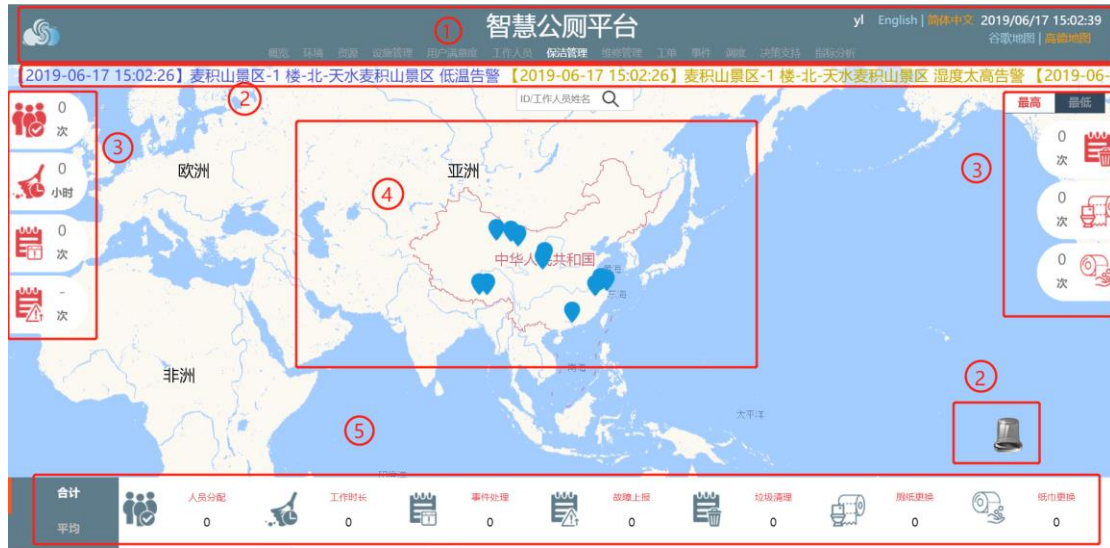 智慧公厕平台
①
yl English | 简体中文 2019/06/17 15:02:39
谷歌地图 | 高德地图
概览 环境 资源 设施管理 用户满意度 工作人员 保洁管理 维修管理 工单 事件 调度 决策支持 指标分析
【2019-06-17 15:02:26】麦积山景区-1 楼-北-天水麦积山景区 低温告警 【2019-06-17 15:02:26】麦积山景区-1 楼-北-天水麦积山景区 湿度太高告警 【2019-06-
②
ID/工作人员姓名
最高 最低
0
次
0
小时
0
次
-
次
③
④
欧洲
亚洲
中华人民共和国
东海
南海
非洲
太平洋
③
0
次
0
次
0
次
②
⑤
合计
平均
人员分配
0
工作时长
0
事件处理
0
故障上报
0
垃圾清理
0
厕纸更换
0
纸巾更换
0